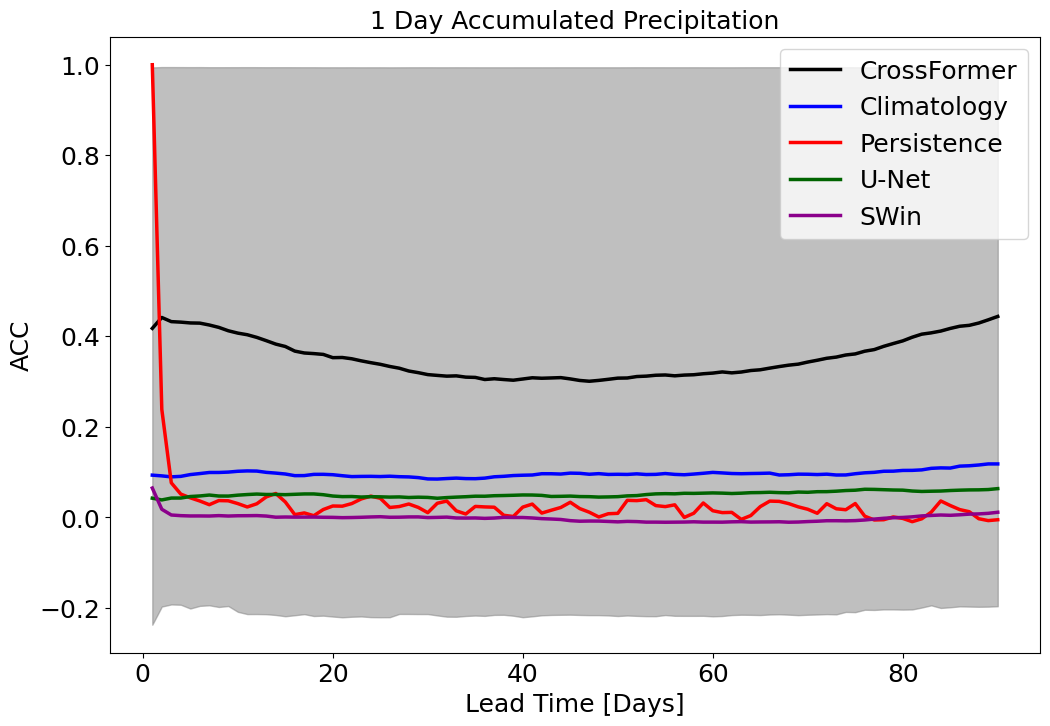 1 Day Accumulated Precipitation
ACC
1.0
0.8
0.6
0.4
0.2
0.0
−0.2
CrossFormer
Climatology
Persistence
U-Net
SWin
0
20
40
60
80
Lead Time [Days]